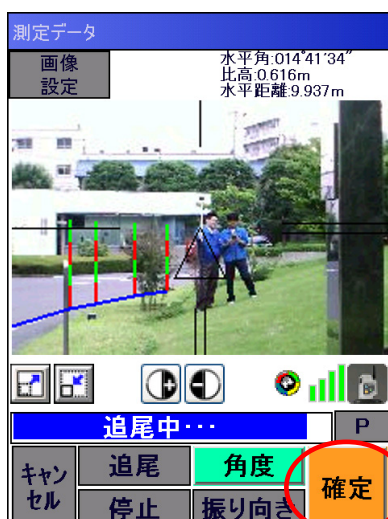 測定データ
画像
設定
水平角:014°41'34"
比高:0.616m
水平距離:9.937m
追尾中･･･
P
キャン
セル
追尾
角度
停止
振り向き
確定